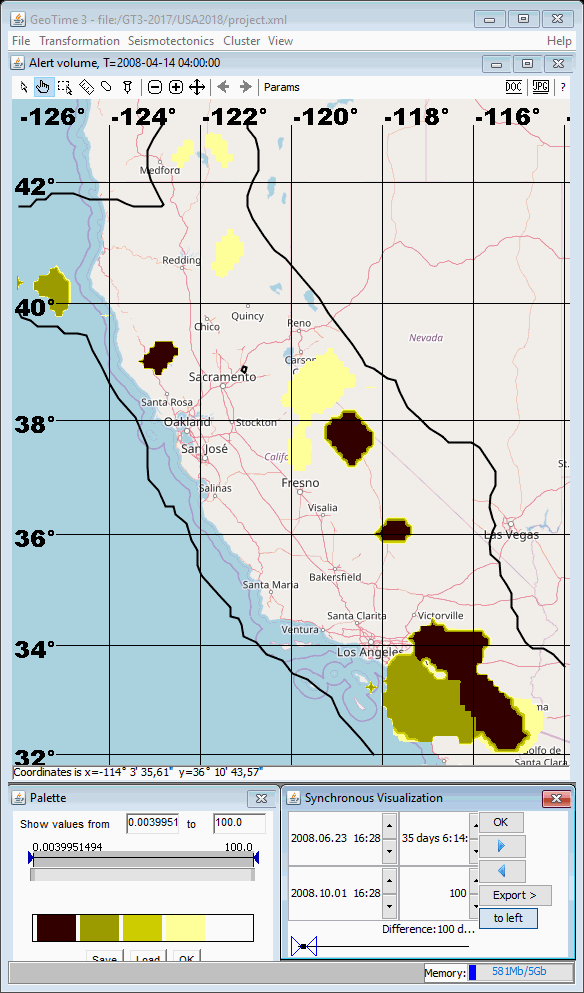 GeoTime 3 - file:/GT3-2017/USA2018/project.xml
File Transformation Seismotectonics Cluster View Help
Alert volume, T=2008-04-14 04:00:00
Params DOC JPG ?
-126° -124° -122° -120° -118° -116°
Medford
42°
Redding
40°
Quincy
Chico
Reno
Nevada
Carson
Sacramento
Santa Rosa
38°
Oakland
Stockton
San José
Califo
Fresno
St.
Salinas
Visalia
Las Vegas
36°
Bakersfield
Santa Maria
Santa Clarita
Victorville
Ventura
34°
Los Angeles
ma
32°
olfo de
Santa Clara
Coordinates is x=-114° 3' 35,61" y=36° 10' 43,57"
Palette
Show values from 0.0039951 to 100.0
0.0039951494 100.0
Save Load OK
Synchronous Visualization
2008.06.23 16:28 35 days 6:14: OK
2008.10.01 16:28 100
Export >
to left
Difference:100 d...
Memory: 581Mb/5Gb